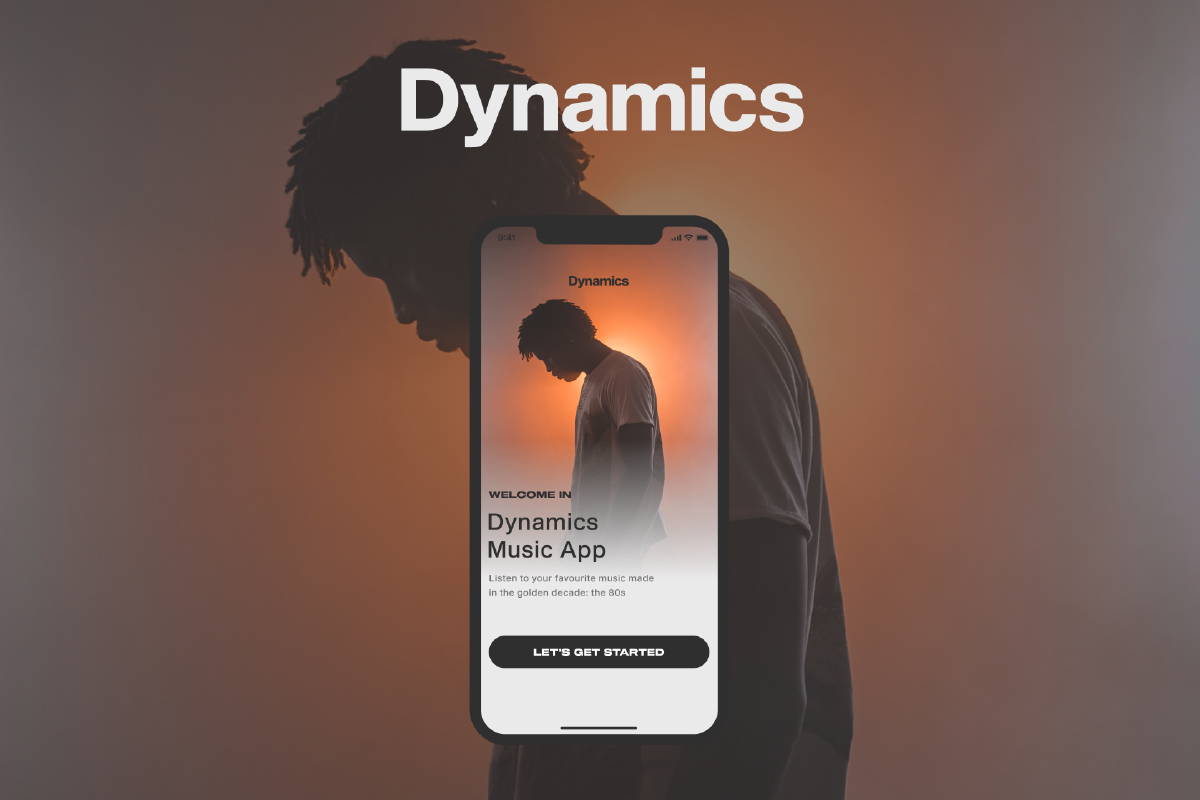 Dynamics
9:41
Dynamics
WELCOME IN
Dynamics
Music App
Listen to your favourite music made
in the golden decade: the 80s
LET'S GET STARTED